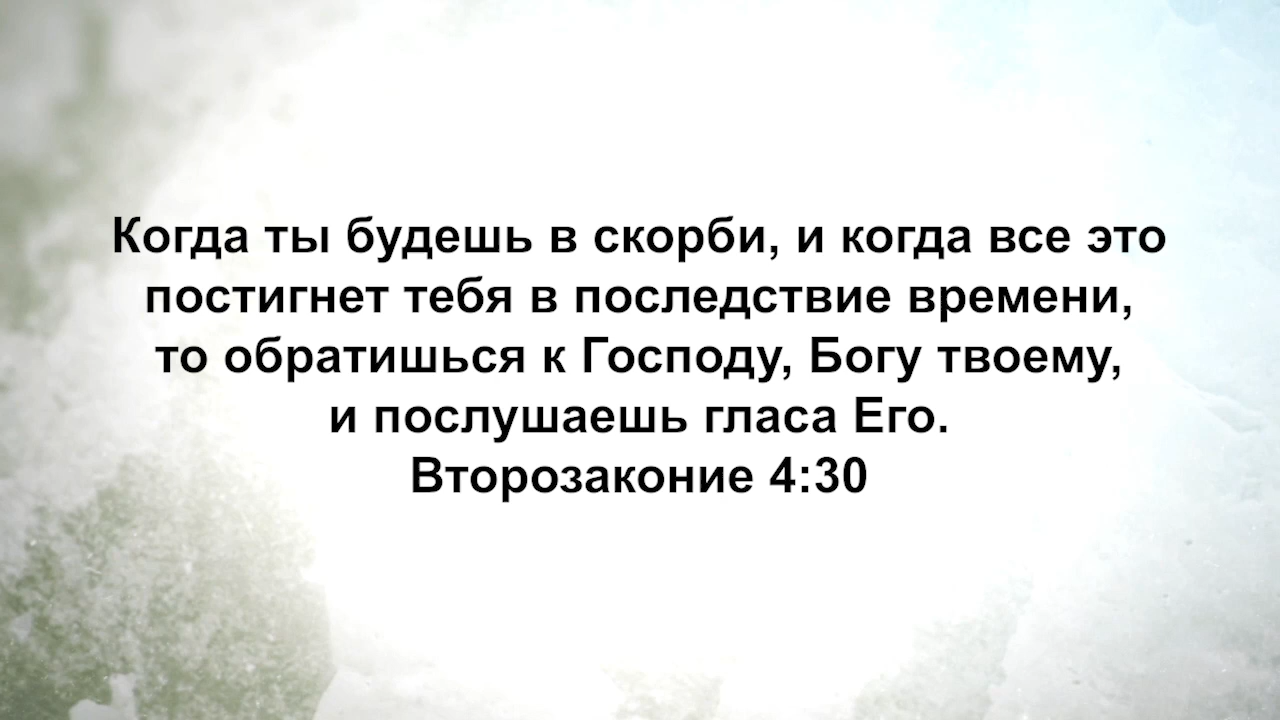 Когда ты будешь в скорби, и когда все это
постигнет тебя в последствие времени,
то обратишься к Господу, Богу твоему,
и послушаешь гласа Его.
Второзаконие 4:30